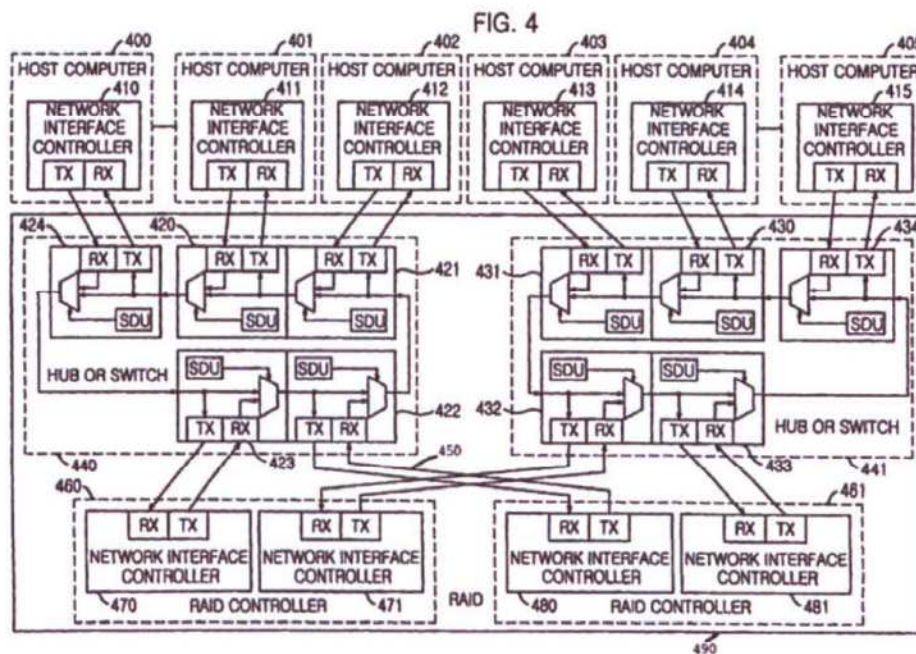 FIG. 4
400 401 402 403 404 405
HOST COMPUTER HOST COMPUTER HOST COMPUTER HOST COMPUTER HOST COMPUTER HOST COMPUTER
410 411 412 413 414 415
NETWORK INTERFACE CONTROLLER
TX RX
NETWORK INTERFACE CONTROLLER
TX RX
NETWORK INTERFACE CONTROLLER
TX RX
NETWORK INTERFACE CONTROLLER
TX RX
NETWORK INTERFACE CONTROLLER
TX RX
NETWORK INTERFACE CONTROLLER
TX RX
424 420 430 434
RX TX RX TX RX TX 421 431 RX TX RX TX RX TX
SDU SDU SDU SDU SDU SDU
HUB OR SWITCH SDU SDU 422 432 SDU SDU HUB OR SWITCH
TX RX TX RX TX RX TX RX
440 423 450 433 441
460 461
RX TX RX TX RX TX RX TX
NETWORK INTERFACE CONTROLLER
NETWORK INTERFACE CONTROLLER
NETWORK INTERFACE CONTROLLER
NETWORK INTERFACE CONTROLLER
470 RAID CONTROLLER 471 RAID 480 RAID CONTROLLER 481
490